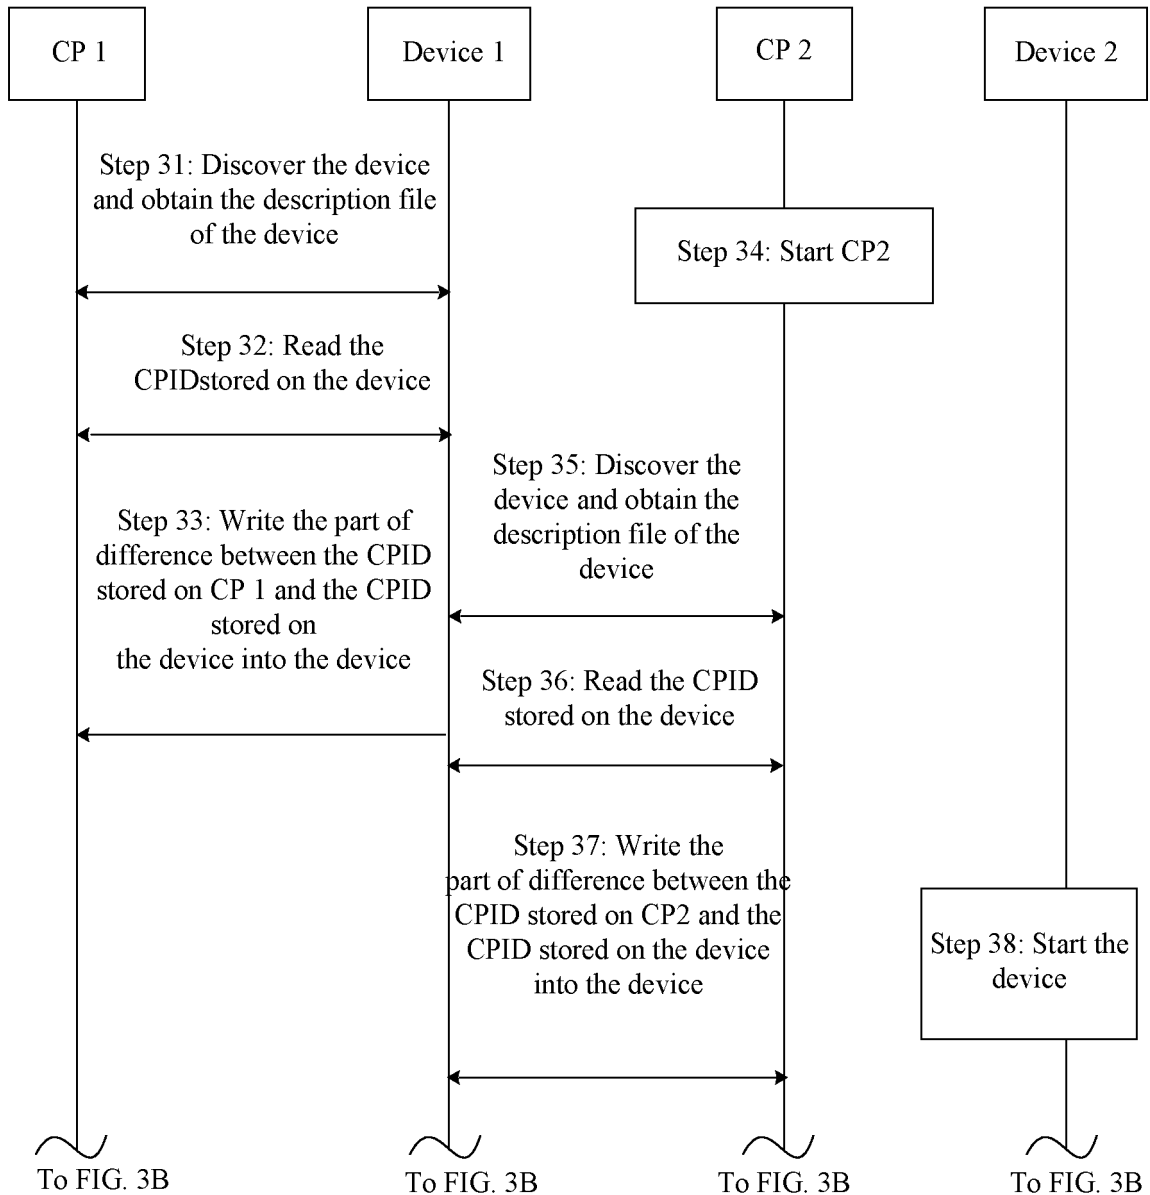 CP 1
Device 1
CP 2
Device 2
Step 31: Discover the device
and obtain the description file
of the device
Step 34: Start CP2
Step 32: Read the
CPIDstored on the device
Step 35: Discover the
device and obtain the
description file of the
device
Step 33: Write the part of
difference between the CPID
stored on CP 1 and the CPID
stored on
the device into the device
Step 36: Read the CPID
stored on the device
Step 37: Write the
part of difference between the
CPID stored on CP2 and the
CPID stored on the device
into the device
Step 38: Start the
device
To FIG. 3B
To FIG. 3B
To FIG. 3B
To FIG. 3B